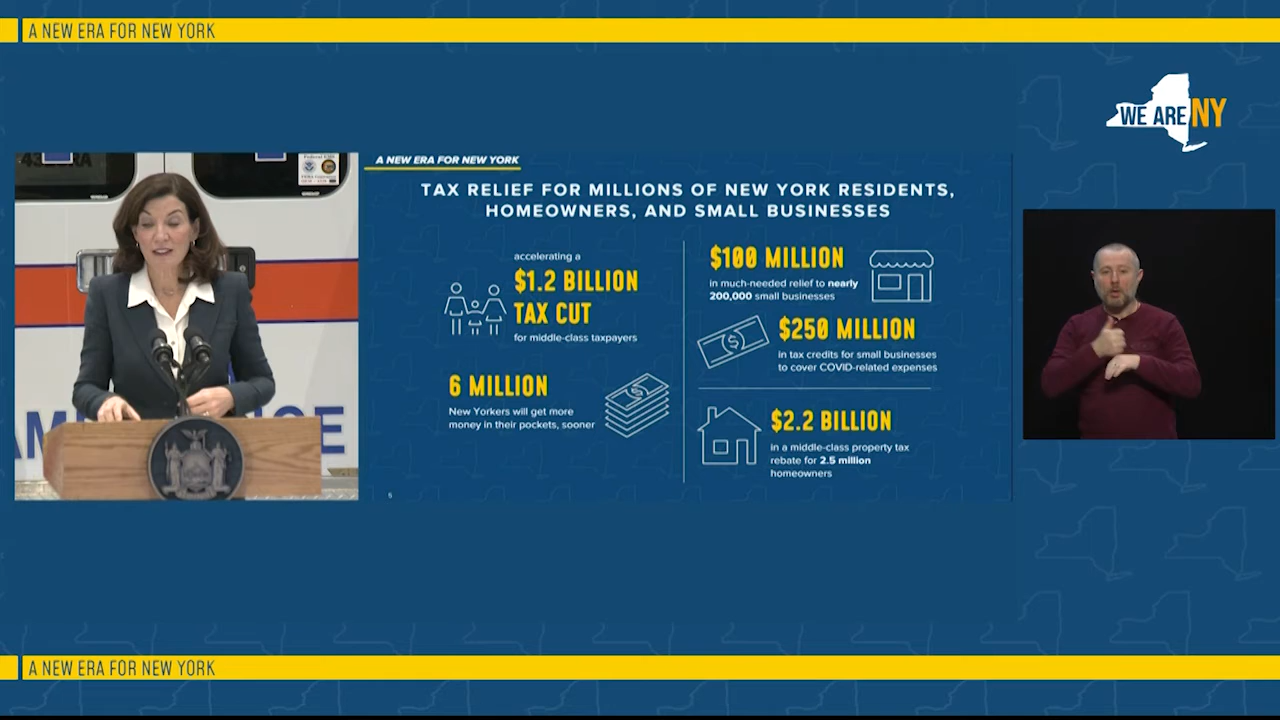 A NEW ERA FOR NEW YORK
WE ARE NY
A NEW ERA FOR NEW YORK
TAX RELIEF FOR MILLIONS OF NEW YORK RESIDENTS,
HOMEOWNERS, AND SMALL BUSINESSES
accelerating a
$1.2 BILLION
TAX CUT
for middle-class taxpayers
6 MILLION
New Yorkers will get more
money in their pockets, sooner
$100 MILLION
in much-needed relief to nearly
200,000 small businesses
$250 MILLION
in tax credits for small businesses
to cover COVID-related expenses
$2.2 BILLION
in a middle-class property tax
rebate for 2.5 million
homeowners
5
A NEW ERA FOR NEW YORK